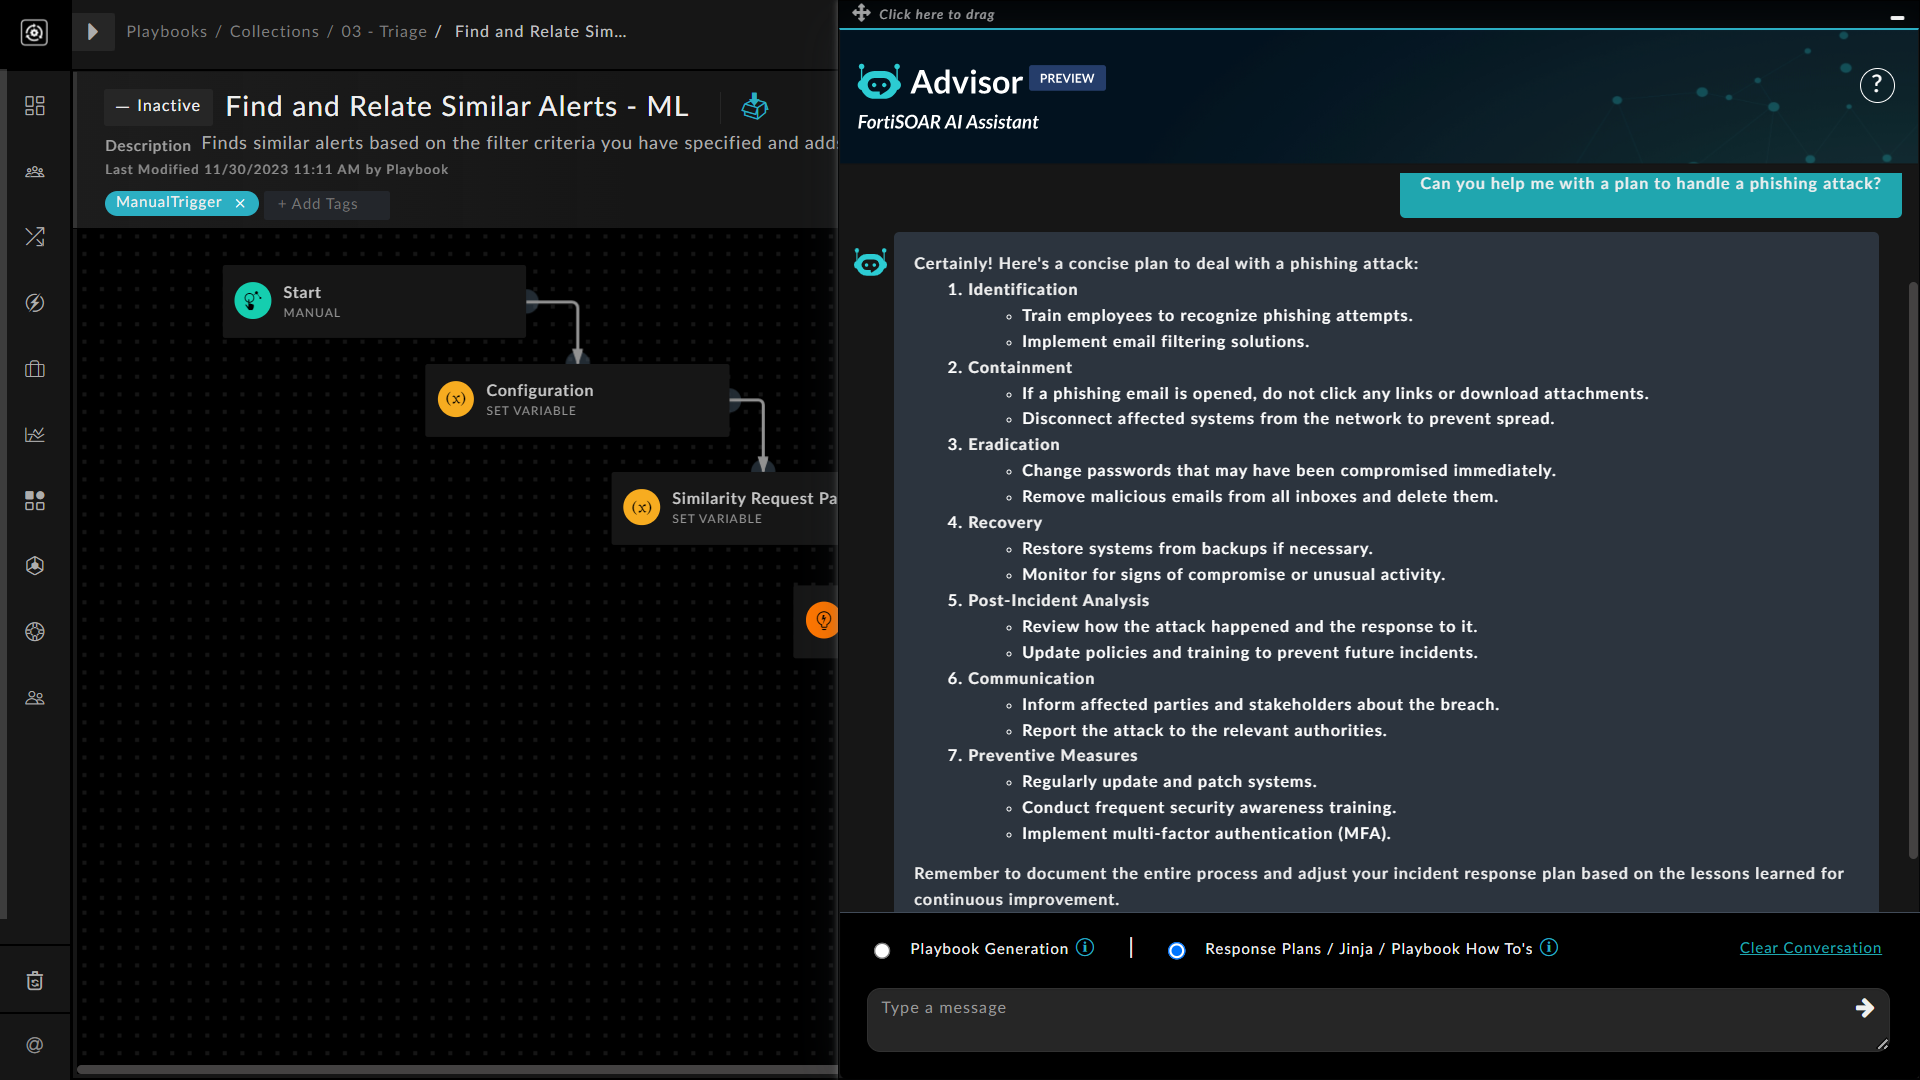 Playbooks / Collections / 03 - Triage / Find and Relate Sim...
— Inactive
Find and Relate Similar Alerts - ML
Description Finds similar alerts based on the filter criteria you have specified and add
Last Modified 11/30/2023 11:11 AM by Playbook
ManualTrigger ×
+ Add Tags
Start
MANUAL
(x)
Configuration
SET VARIABLE
(x)
Similarity Request Pa
SET VARIABLE
@
Click here to drag
Advisor
PREVIEW
FortiSOAR AI Assistant
?
Can you help me with a plan to handle a phishing attack?
Certainly! Here's a concise plan to deal with a phishing attack:
1. Identification
◦ Train employees to recognize phishing attempts.
◦ Implement email filtering solutions.
2. Containment
◦ If a phishing email is opened, do not click any links or download attachments.
◦ Disconnect affected systems from the network to prevent spread.
3. Eradication
◦ Change passwords that may have been compromised immediately.
◦ Remove malicious emails from all inboxes and delete them.
4. Recovery
◦ Restore systems from backups if necessary.
◦ Monitor for signs of compromise or unusual activity.
5. Post-Incident Analysis
◦ Review how the attack happened and the response to it.
◦ Update policies and training to prevent future incidents.
6. Communication
◦ Inform affected parties and stakeholders about the breach.
◦ Report the attack to the relevant authorities.
7. Preventive Measures
◦ Regularly update and patch systems.
◦ Conduct frequent security awareness training.
◦ Implement multi-factor authentication (MFA).
Remember to document the entire process and adjust your incident response plan based on the lessons learned for
continuous improvement.
Playbook Generation i | Response Plans / Jinja / Playbook How To's i
Clear Conversation
Type a message